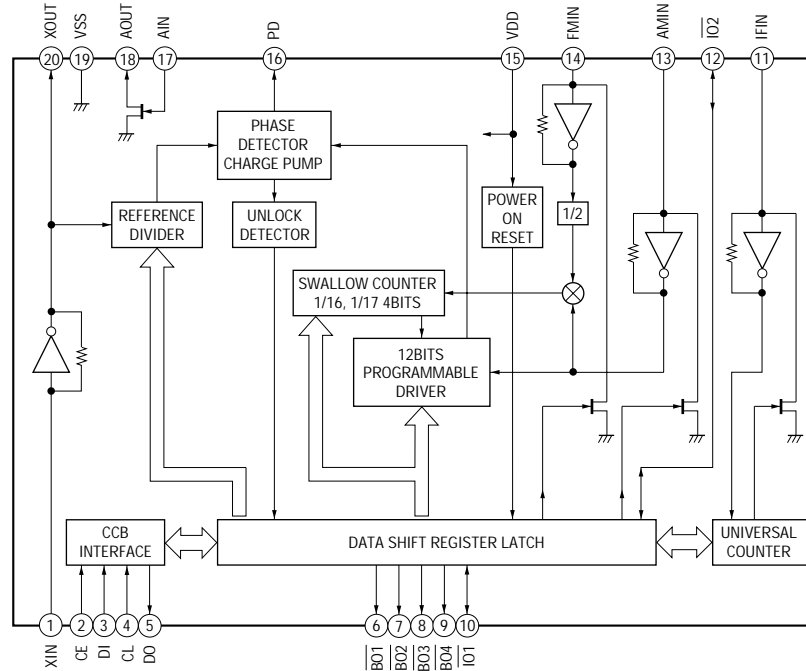 XOUT
VSS
AOUT
AIN
PD
VDD
FMIN
AMIN
IO2
IFIN
20
19
18
17
16
15
14
13
12
11
PHASE
DETECTOR
CHARGE PUMP
REFERENCE
DIVIDER
UNLOCK
DETECTOR
POWER
ON
RESET
1/2
SWALLOW COUNTER
1/16, 1/17 4BITS
12BITS
PROGRAMMABLE
DRIVER
CCB
INTERFACE
DATA SHIFT REGISTER LATCH
UNIVERSAL
COUNTER
1
2
3
4
5
6
7
8
9
10
XIN
CE
DI
CL
DO
BO1
BO2
BO3
BO4
IO1